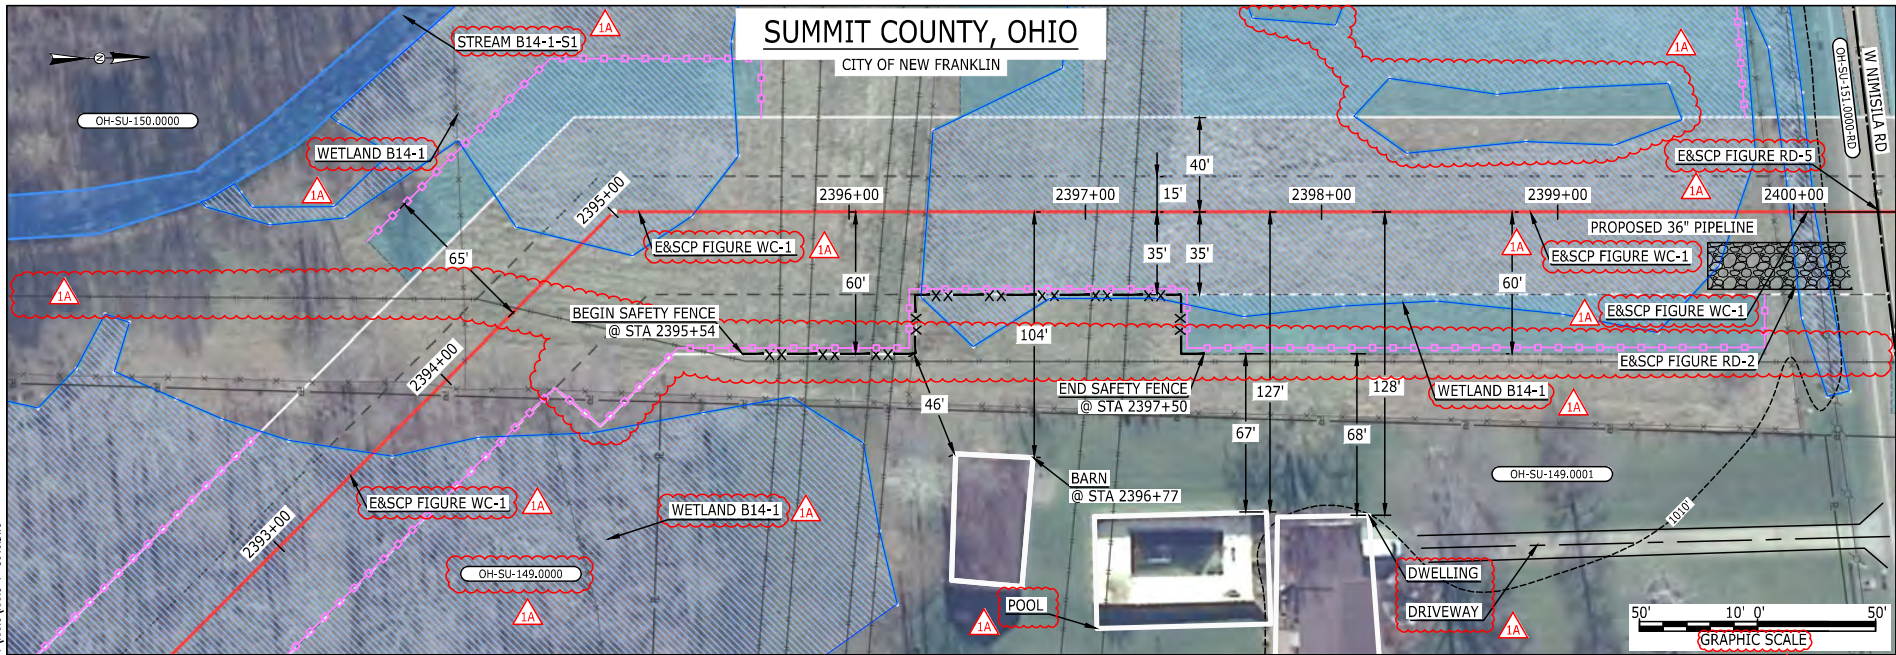 SUMMIT COUNTY, OHIO
CITY OF NEW FRANKLIN
N
STREAM B14-1-S1
1A
1A
OH-SU-150.0000
WETLAND B14-1
1A
OH-SU-151.0000-RD
W NIMISILA RD
E&SCP FIGURE RD-5
1A
40'
15'
2395+00
2396+00
2397+00
2398+00
2399+00
2400+00
PROPOSED 36" PIPELINE
E&SCP FIGURE WC-1
1A
E&SCP FIGURE WC-1
1A
65'
60'
35'
35'
60'
1A
BEGIN SAFETY FENCE
@ STA 2395+54
E&SCP FIGURE WC-1
1A
104'
E&SCP FIGURE RD-2
2394+00
END SAFETY FENCE
@ STA 2397+50
127'
128'
WETLAND B14-1
1A
46'
67'
68'
BARN
@ STA 2396+77
OH-SU-149.0001
E&SCP FIGURE WC-1
1A
WETLAND B14-1
1A
1010'
2393+00
OH-SU-149.0000
1A
DWELLING
DRIVEWAY
1A
POOL
1A
50' 10' 0' 50'
GRAPHIC SCALE